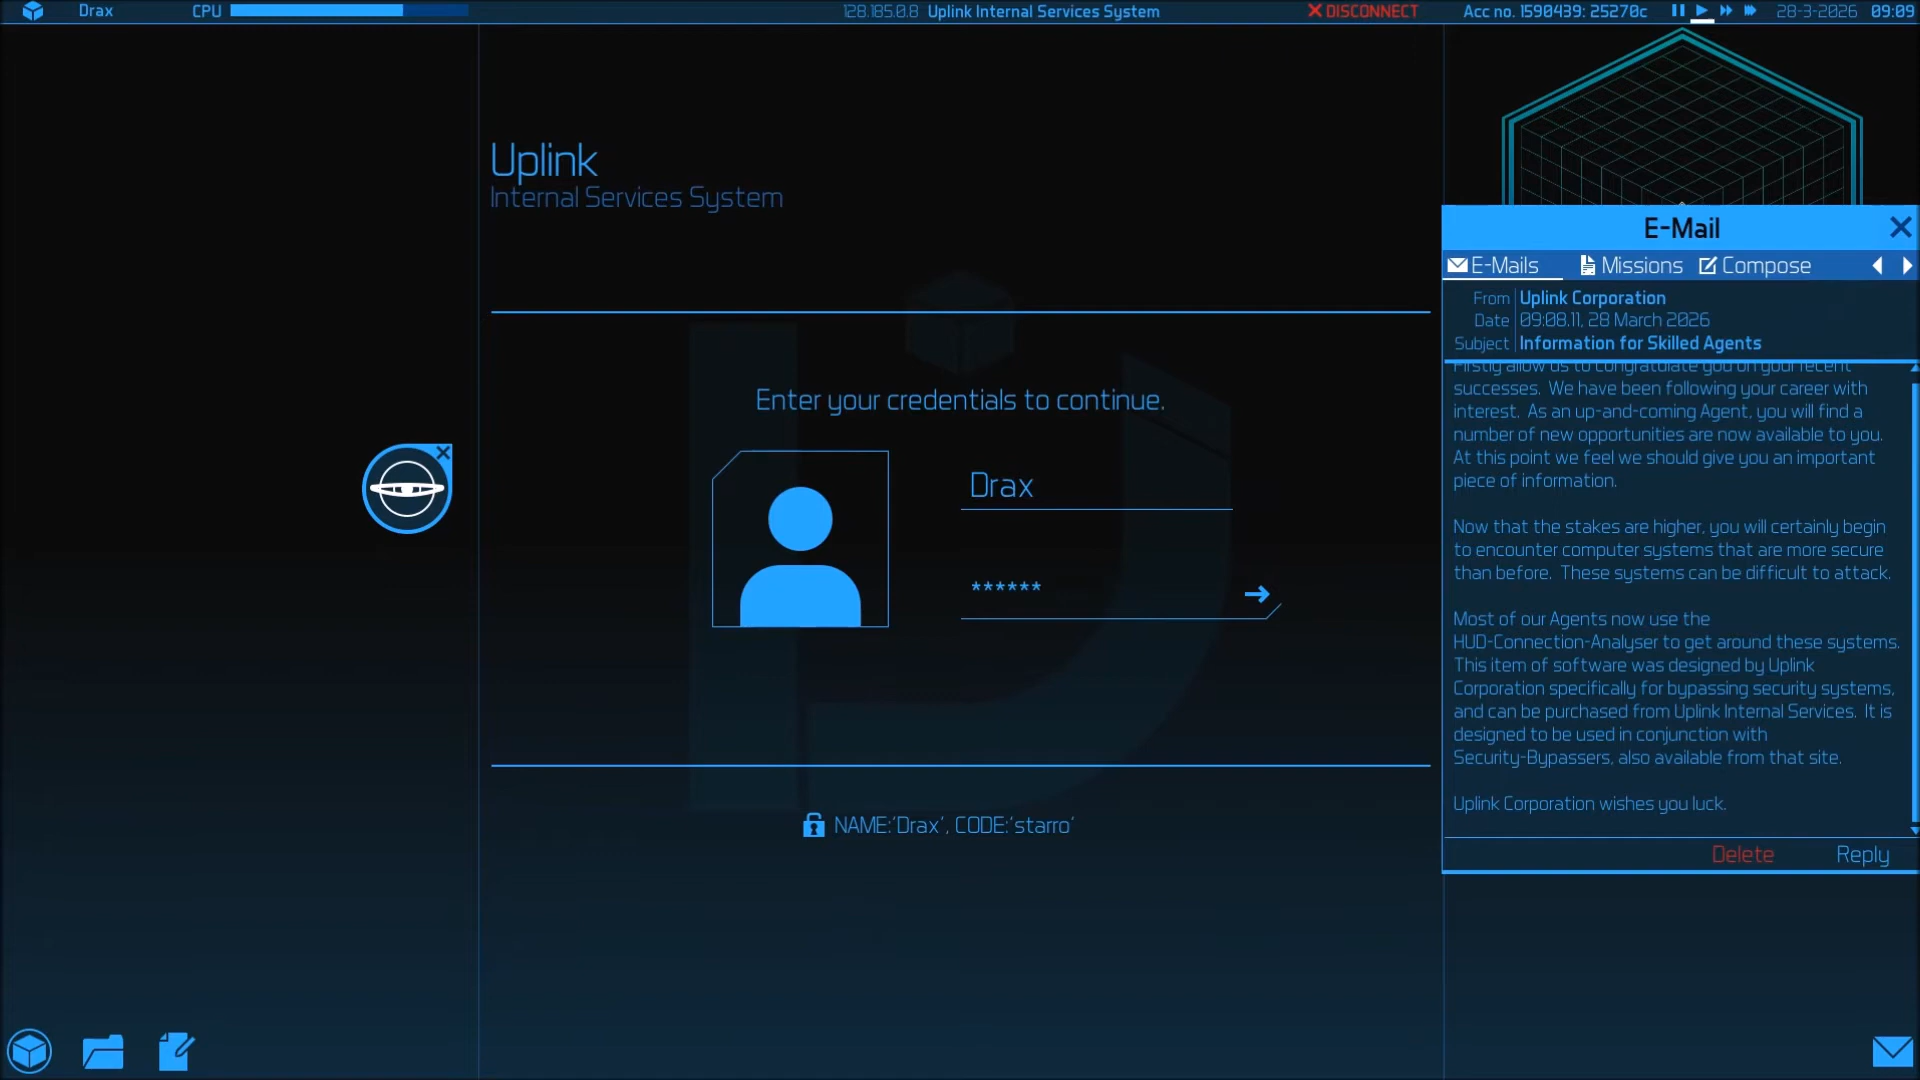 Drax
CPU
128.185.0.8 Uplink Internal Services System
DISCONNECT
Acc no. 1590439: 25270c
28-3-2026 09:09
Uplink
Internal Services System
Enter your credentials to continue.
Drax
******
NAME:'Drax', CODE:'starro'
E-Mail
E-Mails Missions Compose
From Uplink Corporation
Date 09:08.11, 28 March 2026
Subject Information for Skilled Agents
Firstly allow us to congratulate you on your recent
successes. We have been following your career with
interest. As an up-and-coming Agent, you will find a
number of new opportunities are now available to you.
At this point we feel we should give you an important
piece of information.
Now that the stakes are higher, you will certainly begin
to encounter computer systems that are more secure
than before. These systems can be difficult to attack.
Most of our Agents now use the
HUD-Connection-Analyser to get around these systems.
This item of software was designed by Uplink
Corporation specifically for bypassing security systems,
and can be purchased from Uplink Internal Services. It is
designed to be used in conjunction with
Security-Bypassers, also available from that site.
Uplink Corporation wishes you luck.
Delete Reply